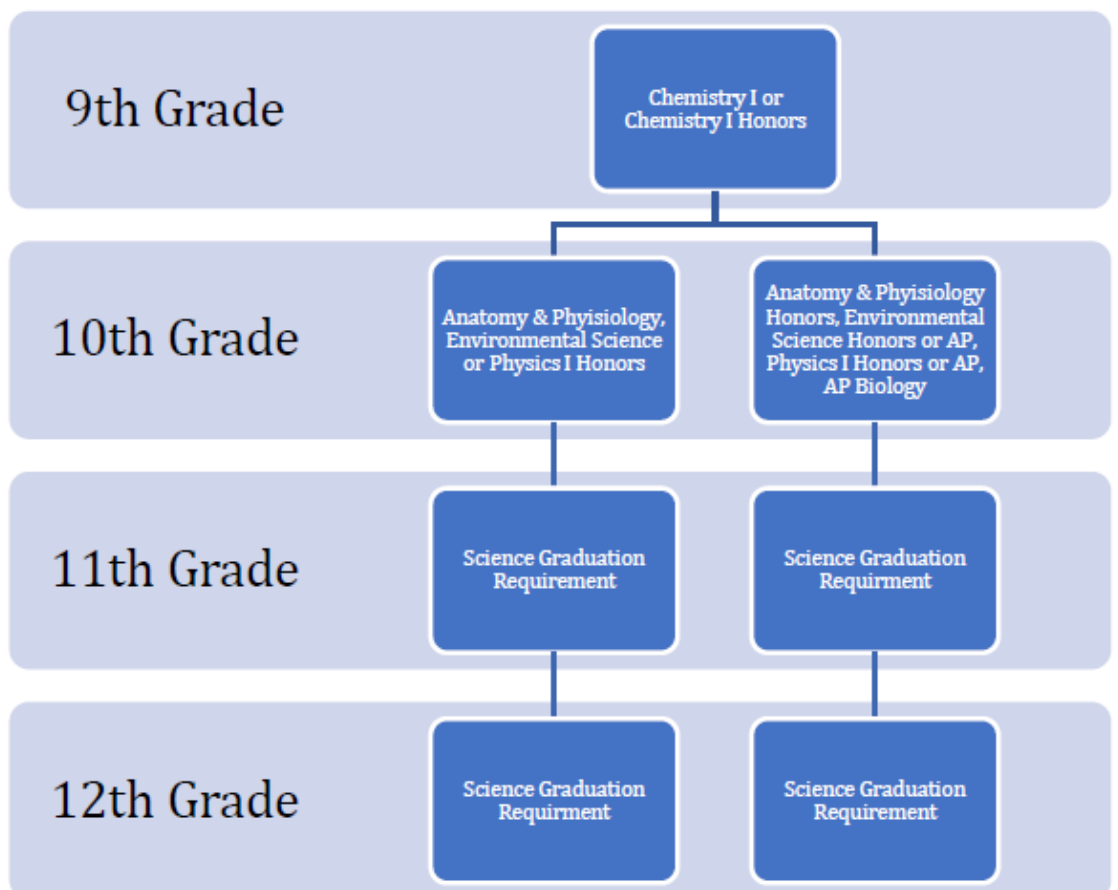 9th Grade
Chemistry I or
Chemistry I Honors
10th Grade
Anatomy & Phyisiology,
Environmental Science
or Physics I Honors
Anatomy & Phyisiology
Honors, Environmental
Science Honors or AP,
Physics I Honors or AP,
AP Biology
11th Grade
Science Graduation
Requirement
Science Graduation
Requirment
12th Grade
Science Graduation
Requirment
Science Graduation
Requirement